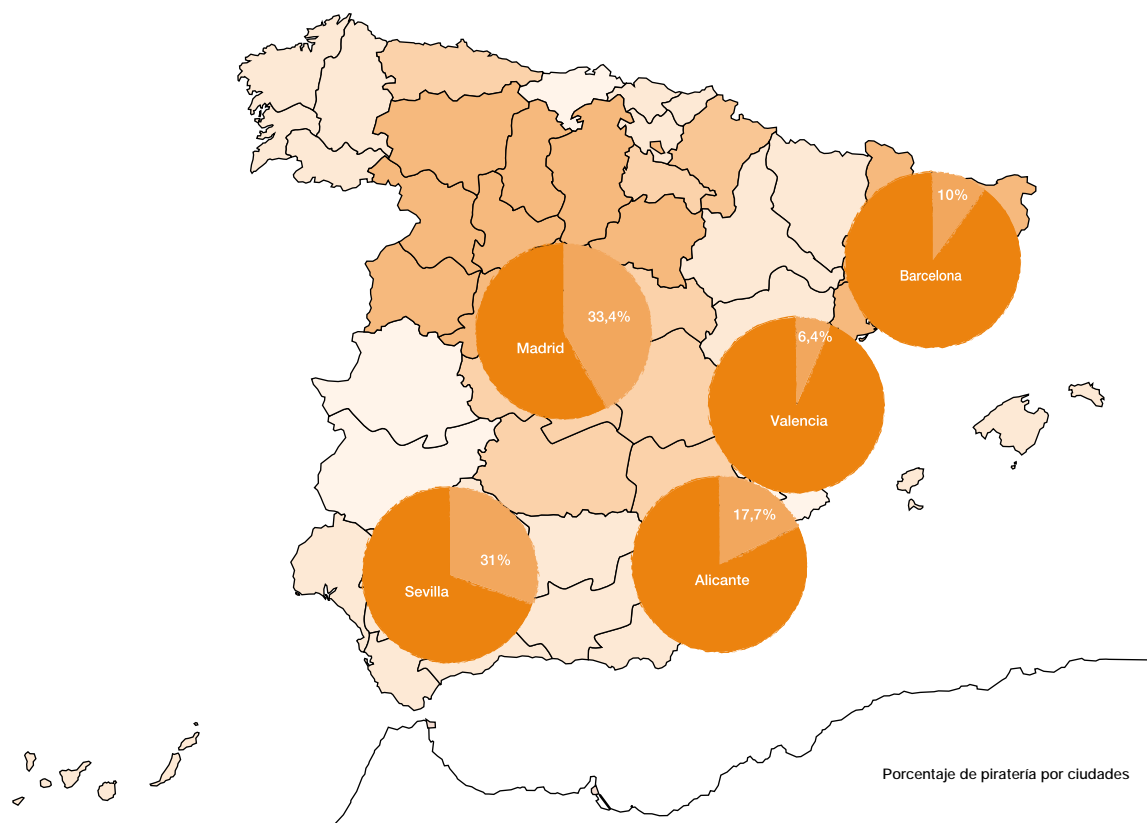 10%
Barcelona
33,4%
Madrid
6,4%
Valencia
17,7%
Alicante
31%
Sevilla
Porcentaje de piratería por ciudades